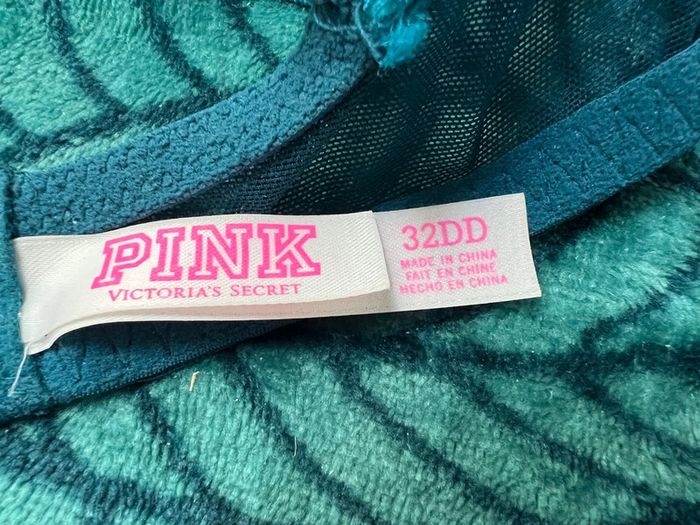 PINK
VICTORIA'S SECRET
32DD
MADE IN CHINA
FAIT EN CHINE
HECHO EN CHINA